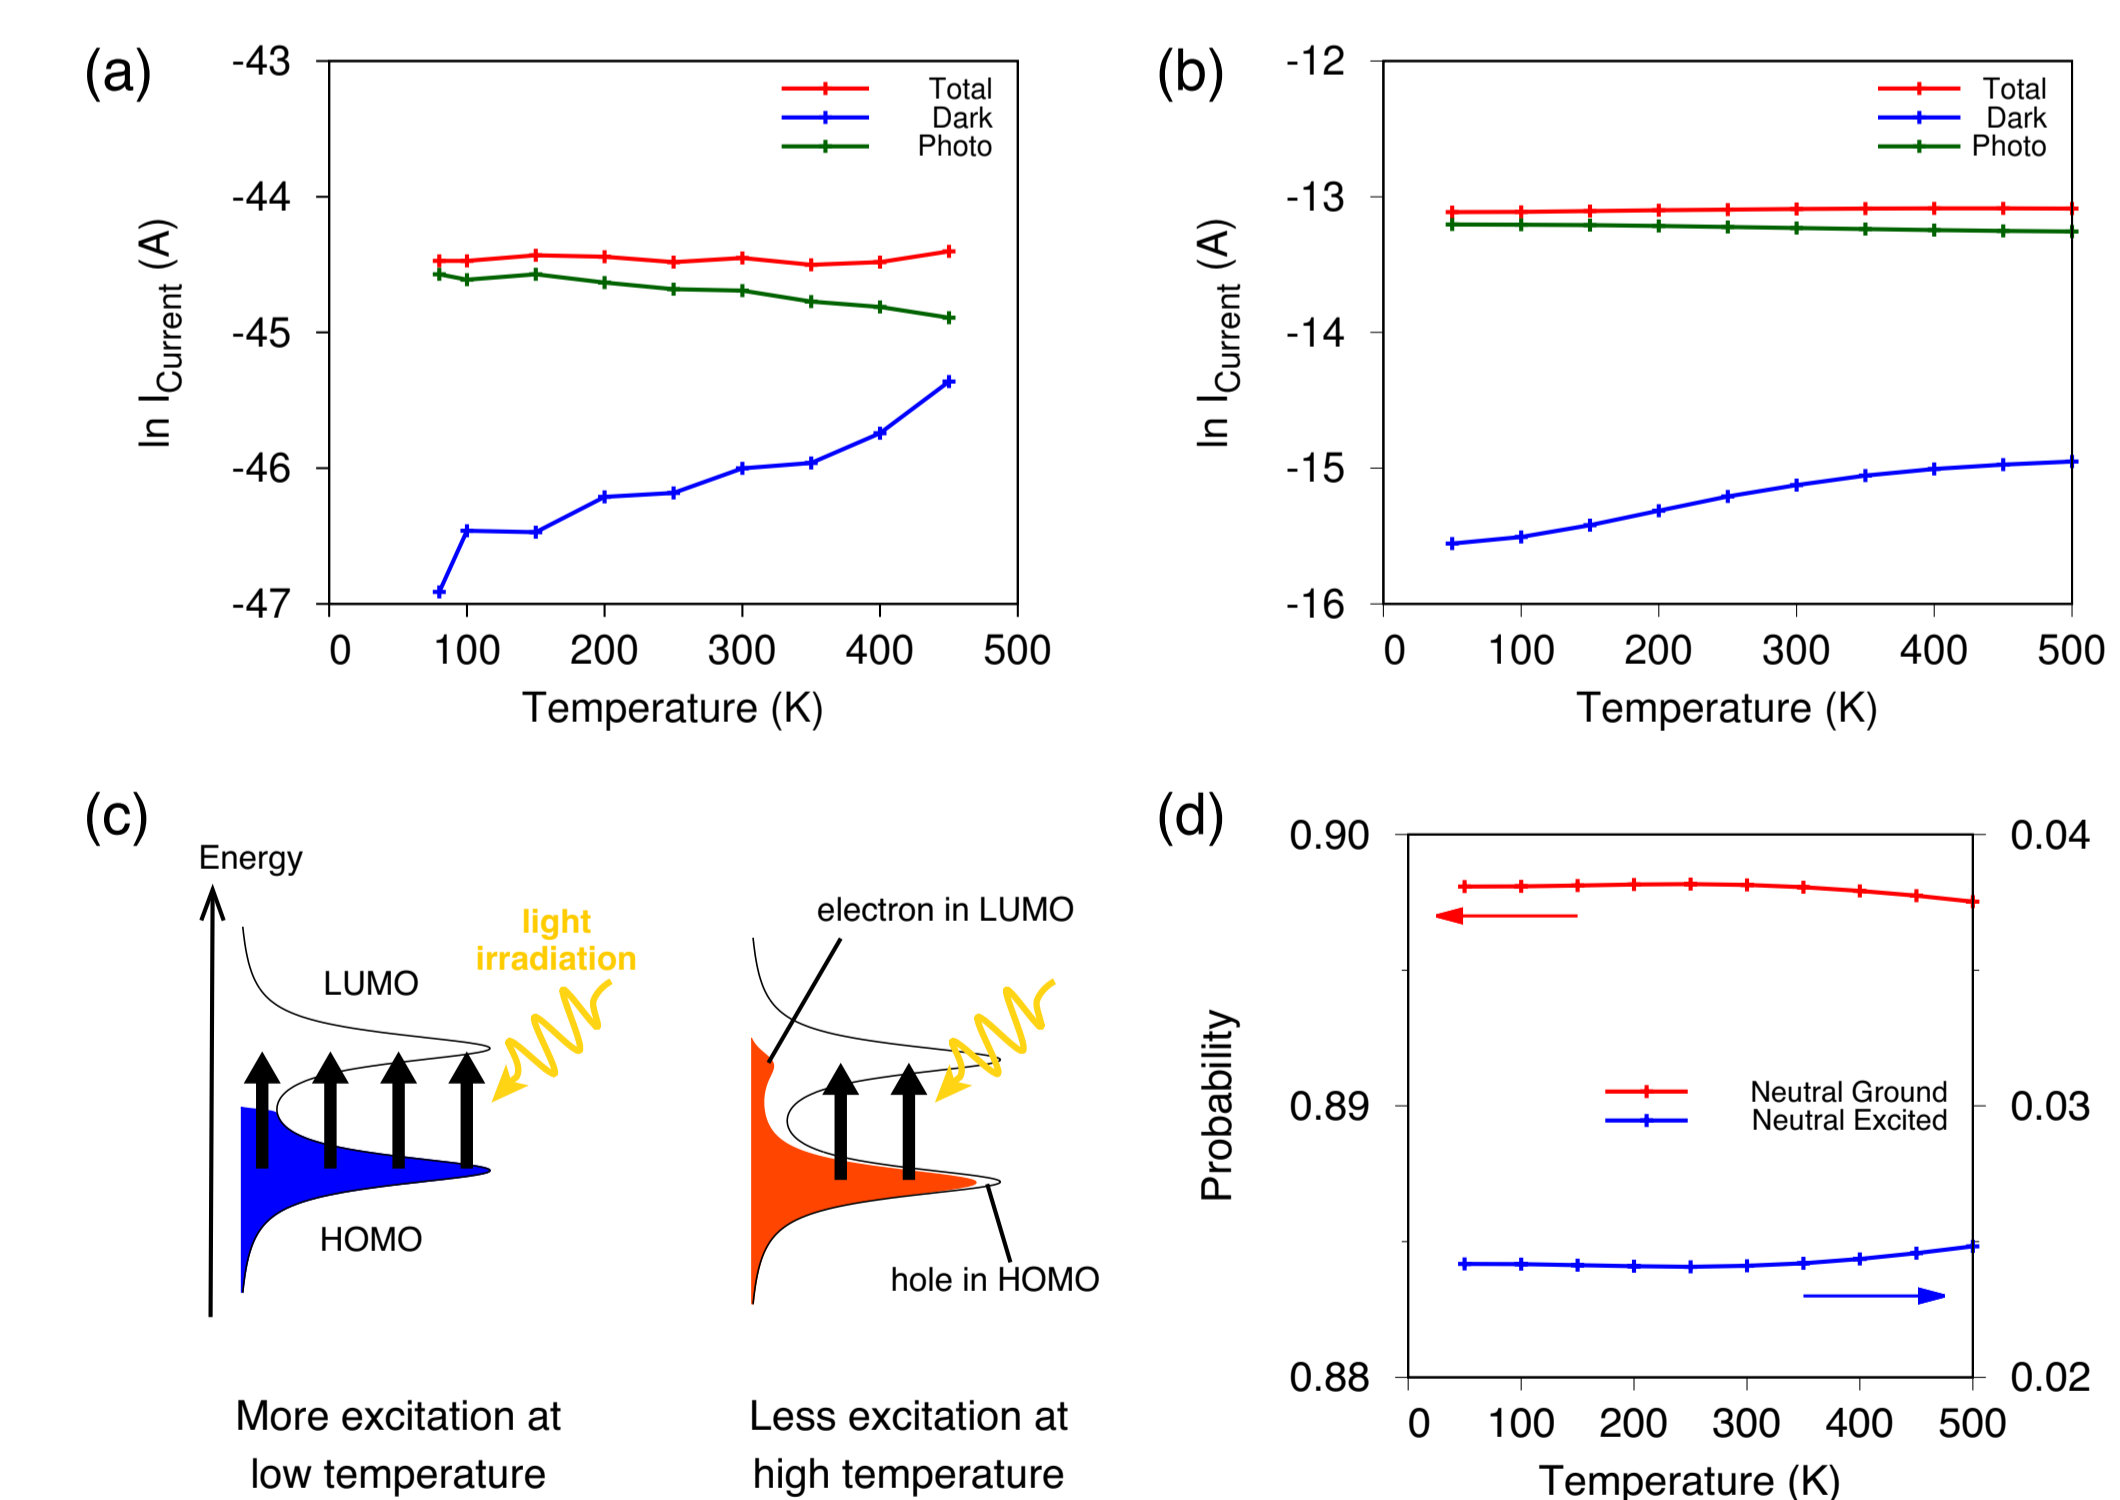 (a)
-43
-44
-45
-46
-47
ln I_Current (A)
Total
Dark
Photo
0 100 200 300 400 500
Temperature (K)
(b)
-12
-13
-14
-15
-16
ln I_Current (A)
Total
Dark
Photo
0 100 200 300 400 500
Temperature (K)
(c)
Energy
LUMO
light
irradiation
HOMO
electron in LUMO
hole in HOMO
More excitation at
low temperature
Less excitation at
high temperature
(d)
0.90
0.89
0.88
Probability
0.04
0.03
0.02
Neutral Ground
Neutral Excited
0 100 200 300 400 500
Temperature (K)